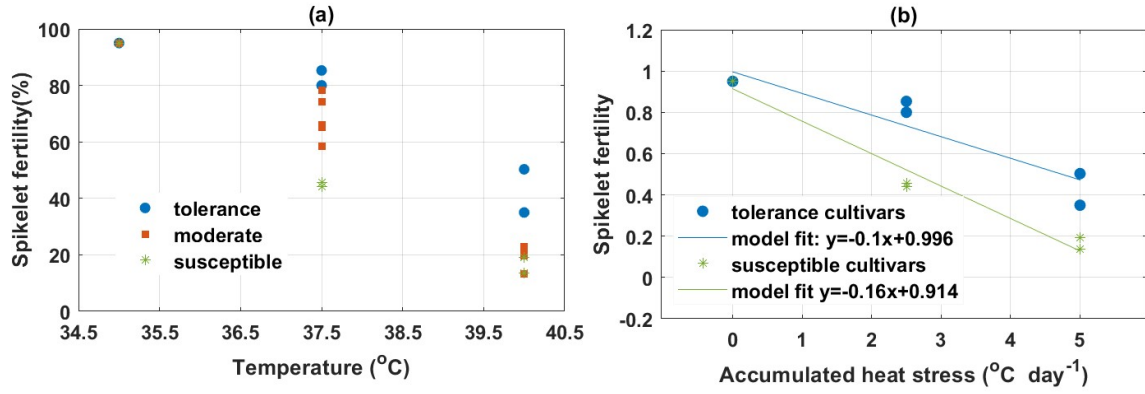 (a)
100
80
60
40
20
0
Spikelet fertility(%)
tolerance
moderate
susceptible
34.5 35.5 36.5 37.5 38.5 39.5 40.5
Temperature (°C)
(b)
1.2
1
0.8
0.6
0.4
0.2
0
-0.2
Spikelet fertility
tolerance cultivars
model fit: y=-0.1x+0.996
susceptible cultivars
model fit y=-0.16x+0.914
0 1 2 3 4 5
Accumulated heat stress (°C day⁻¹)